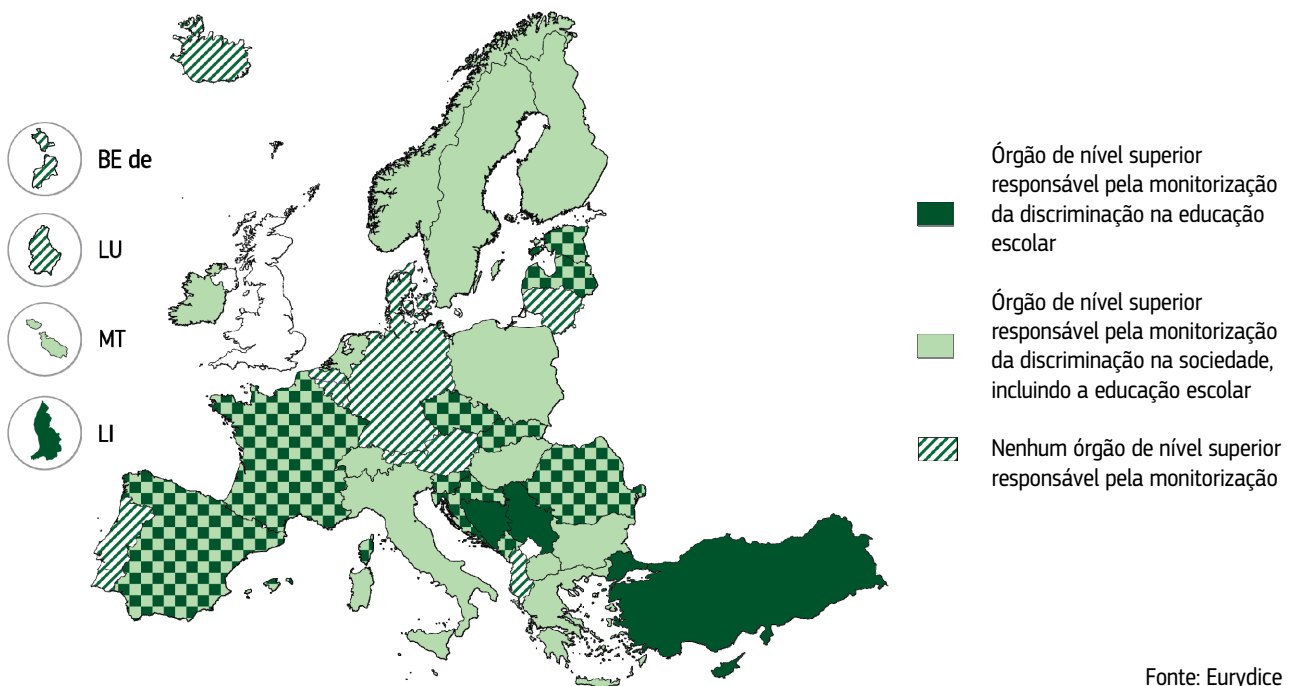 BE de
LU
MT
LI
Órgão de nível superior
responsável pela monitorização
da discriminação na educação
escolar
Órgão de nível superior
responsável pela monitorização
da discriminação na sociedade,
incluindo a educação escolar
Nenhum órgão de nível superior
responsável pela monitorização
Fonte: Eurydice